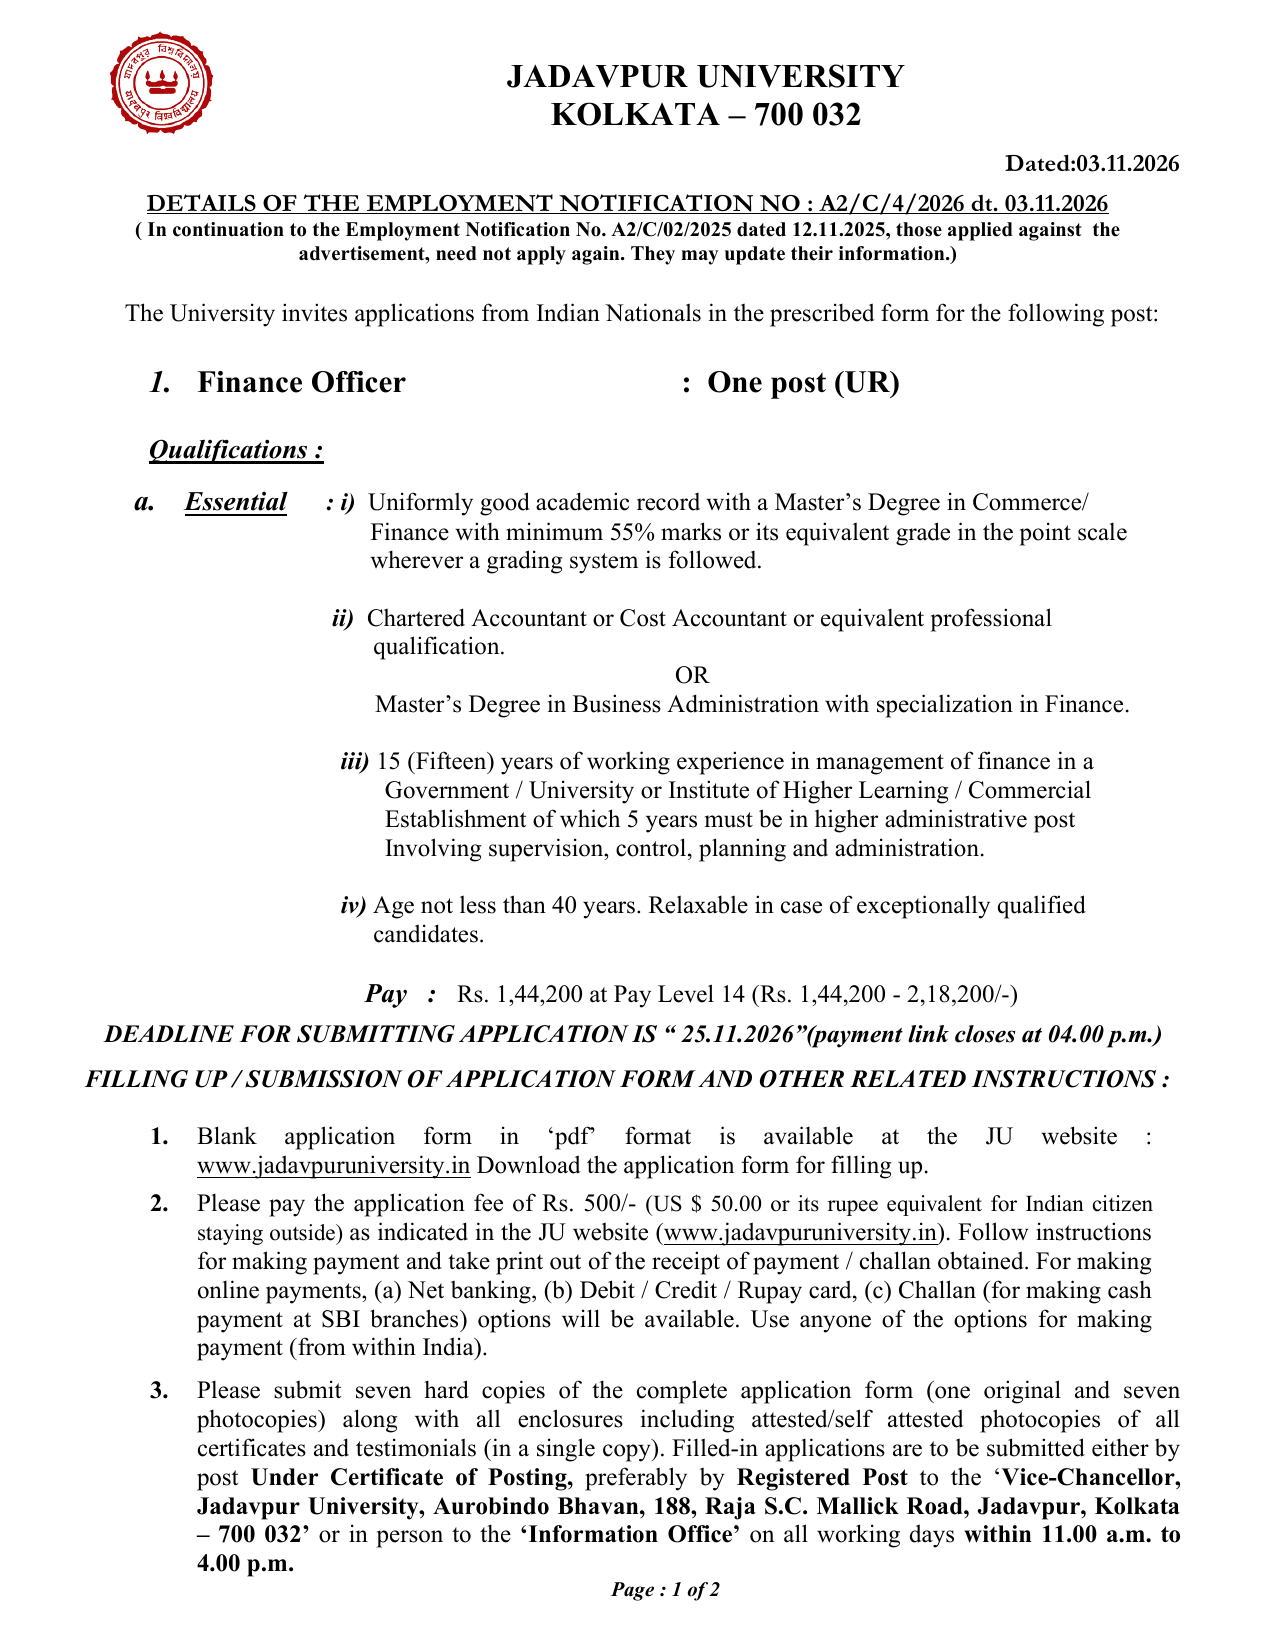 যাদবপুর বিশ্ববিদ্যালয়
JADAVPUR UNIVERSITY
KOLKATA – 700 032
Dated:03.11.2026
DETAILS OF THE EMPLOYMENT NOTIFICATION NO : A2/C/4/2026 dt. 03.11.2026
( In continuation to the Employment Notification No. A2/C/02/2025 dated 12.11.2025, those applied against the
advertisement, need not apply again. They may update their information.)
The University invites applications from Indian Nationals in the prescribed form for the following post:
1. Finance Officer : One post (UR)
Qualifications :
a. Essential : i) Uniformly good academic record with a Master’s Degree in Commerce/
Finance with minimum 55% marks or its equivalent grade in the point scale
wherever a grading system is followed.
ii) Chartered Accountant or Cost Accountant or equivalent professional
qualification.
OR
Master’s Degree in Business Administration with specialization in Finance.
iii) 15 (Fifteen) years of working experience in management of finance in a
Government / University or Institute of Higher Learning / Commercial
Establishment of which 5 years must be in higher administrative post
Involving supervision, control, planning and administration.
iv) Age not less than 40 years. Relaxable in case of exceptionally qualified
candidates.
Pay : Rs. 1,44,200 at Pay Level 14 (Rs. 1,44,200 - 2,18,200/-)
DEADLINE FOR SUBMITTING APPLICATION IS “ 25.11.2026”(payment link closes at 04.00 p.m.)
FILLING UP / SUBMISSION OF APPLICATION FORM AND OTHER RELATED INSTRUCTIONS :
1. Blank application form in ‘pdf’ format is available at the JU website :
www.jadavpuruniversity.in Download the application form for filling up.
2. Please pay the application fee of Rs. 500/- (US $ 50.00 or its rupee equivalent for Indian citizen
staying outside) as indicated in the JU website (www.jadavpuruniversity.in). Follow instructions
for making payment and take print out of the receipt of payment / challan obtained. For making
online payments, (a) Net banking, (b) Debit / Credit / Rupay card, (c) Challan (for making cash
payment at SBI branches) options will be available. Use anyone of the options for making
payment (from within India).
3. Please submit seven hard copies of the complete application form (one original and seven
photocopies) along with all enclosures including attested/self attested photocopies of all
certificates and testimonials (in a single copy). Filled-in applications are to be submitted either by
post Under Certificate of Posting, preferably by Registered Post to the ‘Vice-Chancellor,
Jadavpur University, Aurobindo Bhavan, 188, Raja S.C. Mallick Road, Jadavpur, Kolkata
– 700 032’ or in person to the ‘Information Office’ on all working days within 11.00 a.m. to
4.00 p.m.
Page : 1 of 2